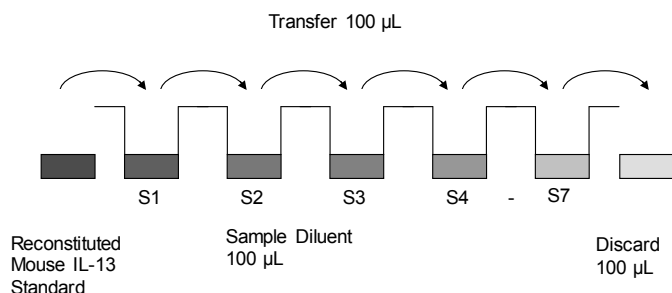 Transfer 100 µL
S1 S2 S3 S4 - S7
Reconstituted
Mouse IL-13
Standard
Sample Diluent
100 µL
Discard
100 µL